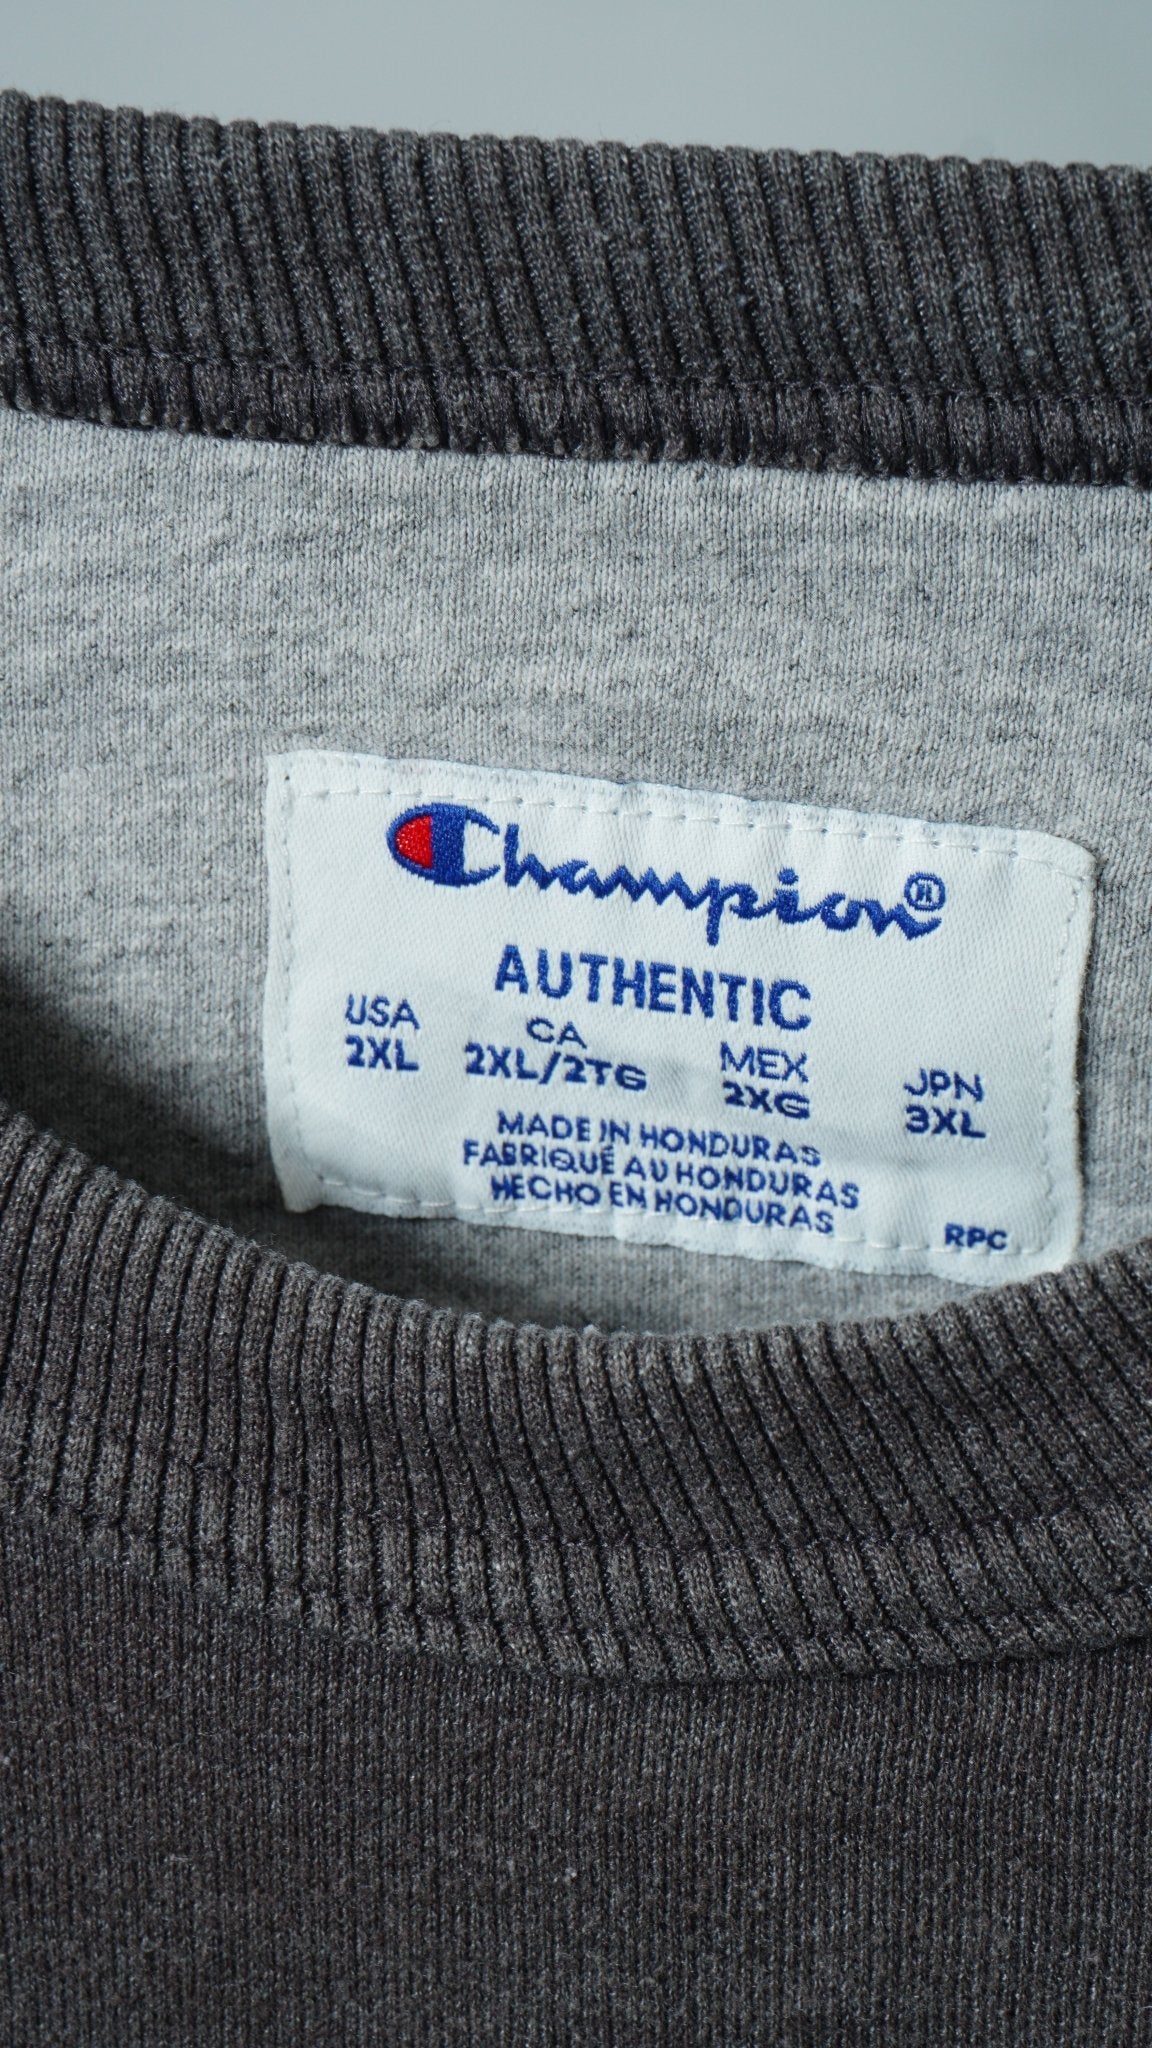 Champion®
AUTHENTIC
USA CA MEX JPN
2XL 2XL/2TG 2XG 3XL
MADE IN HONDURAS
FABRIQUÉ AU HONDURAS
HECHO EN HONDURAS
RPC